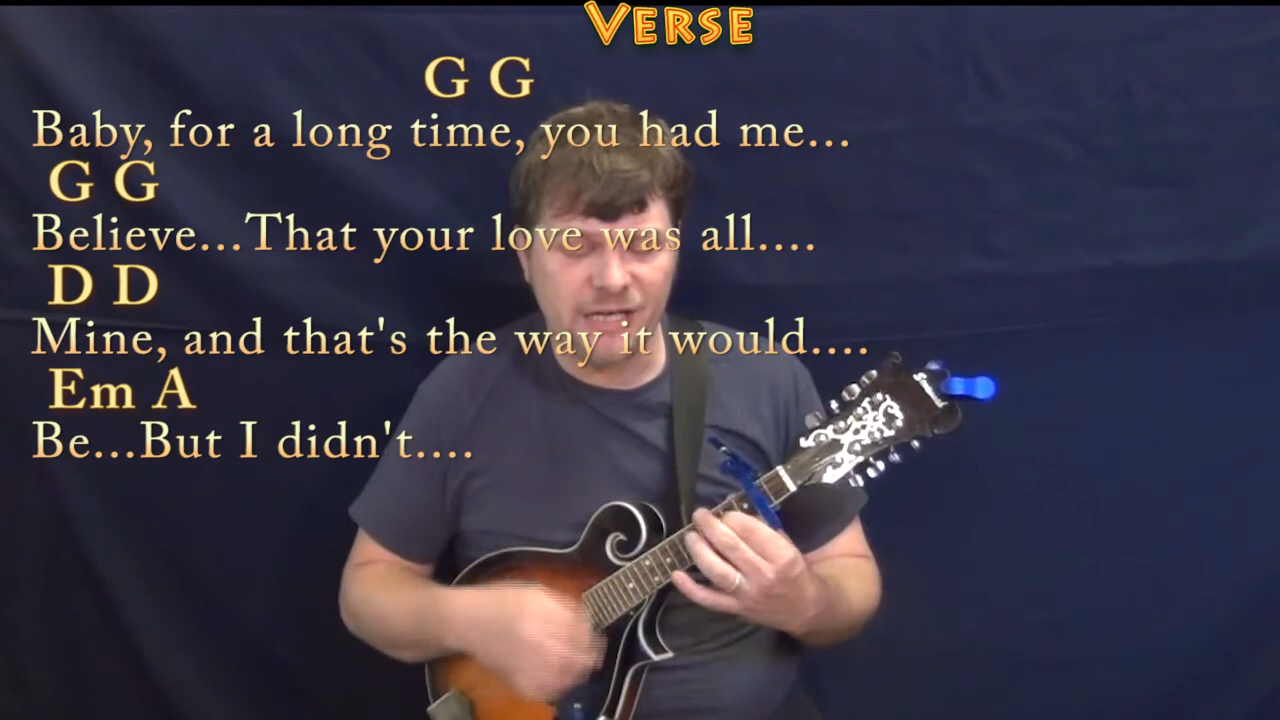 VERSE
G G
Baby, for a long time, you had me...
G G
Believe...That your love was all....
D D
Mine, and that's the way it would....
Em A
Be...But I didn't....